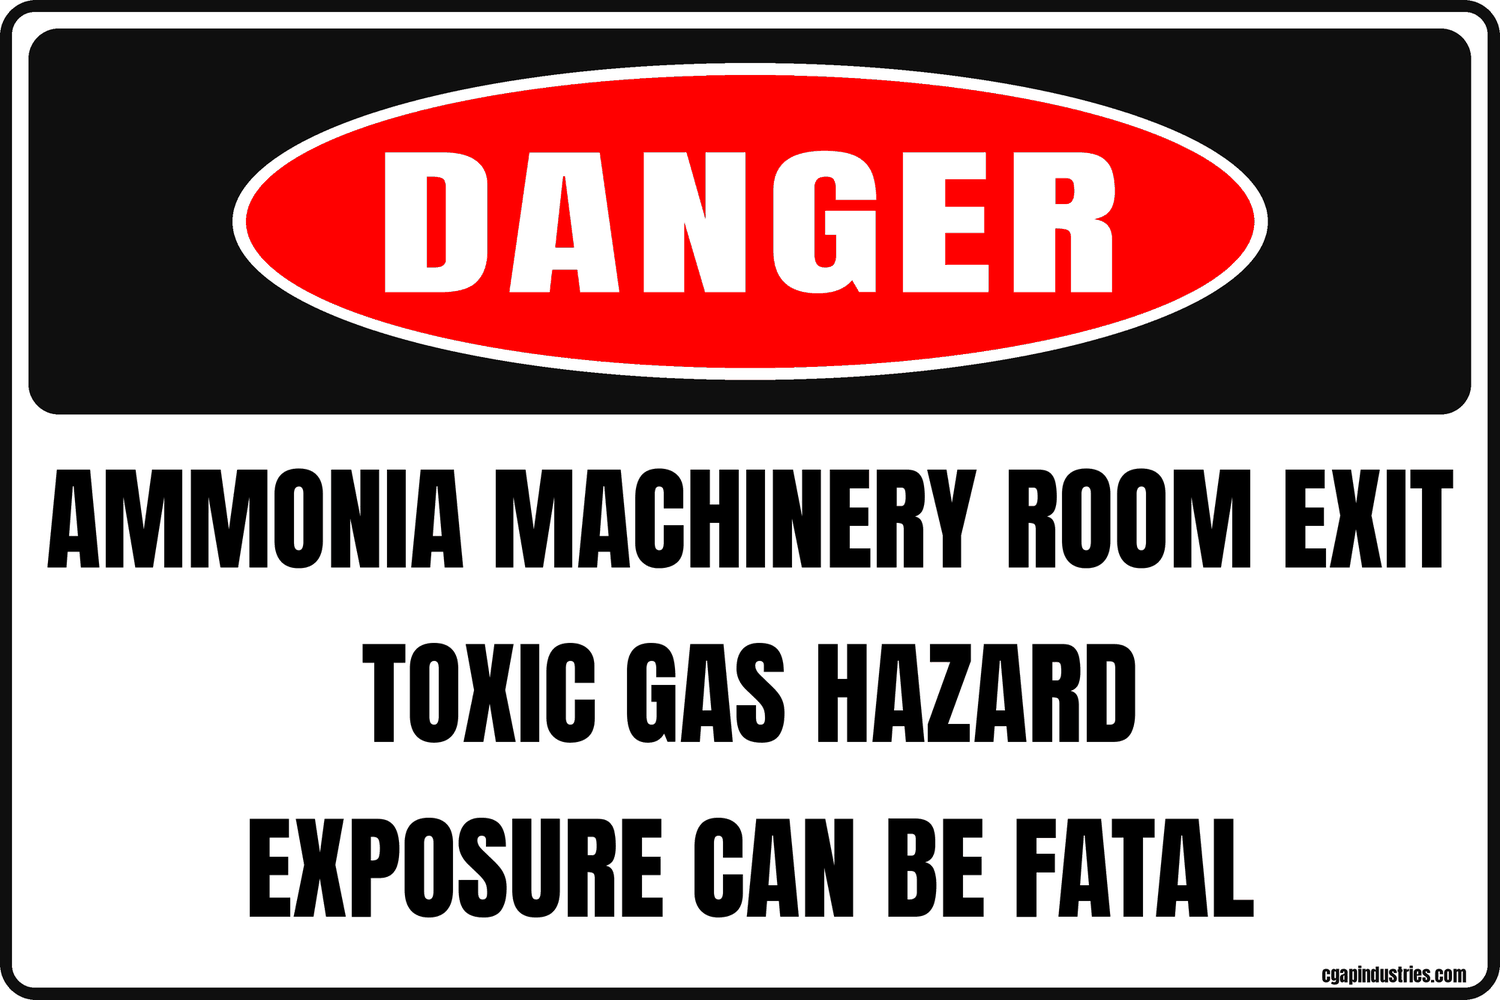 DANGER
AMMONIA MACHINERY ROOM EXIT
TOXIC GAS HAZARD
EXPOSURE CAN BE FATAL
cgapindustries.com